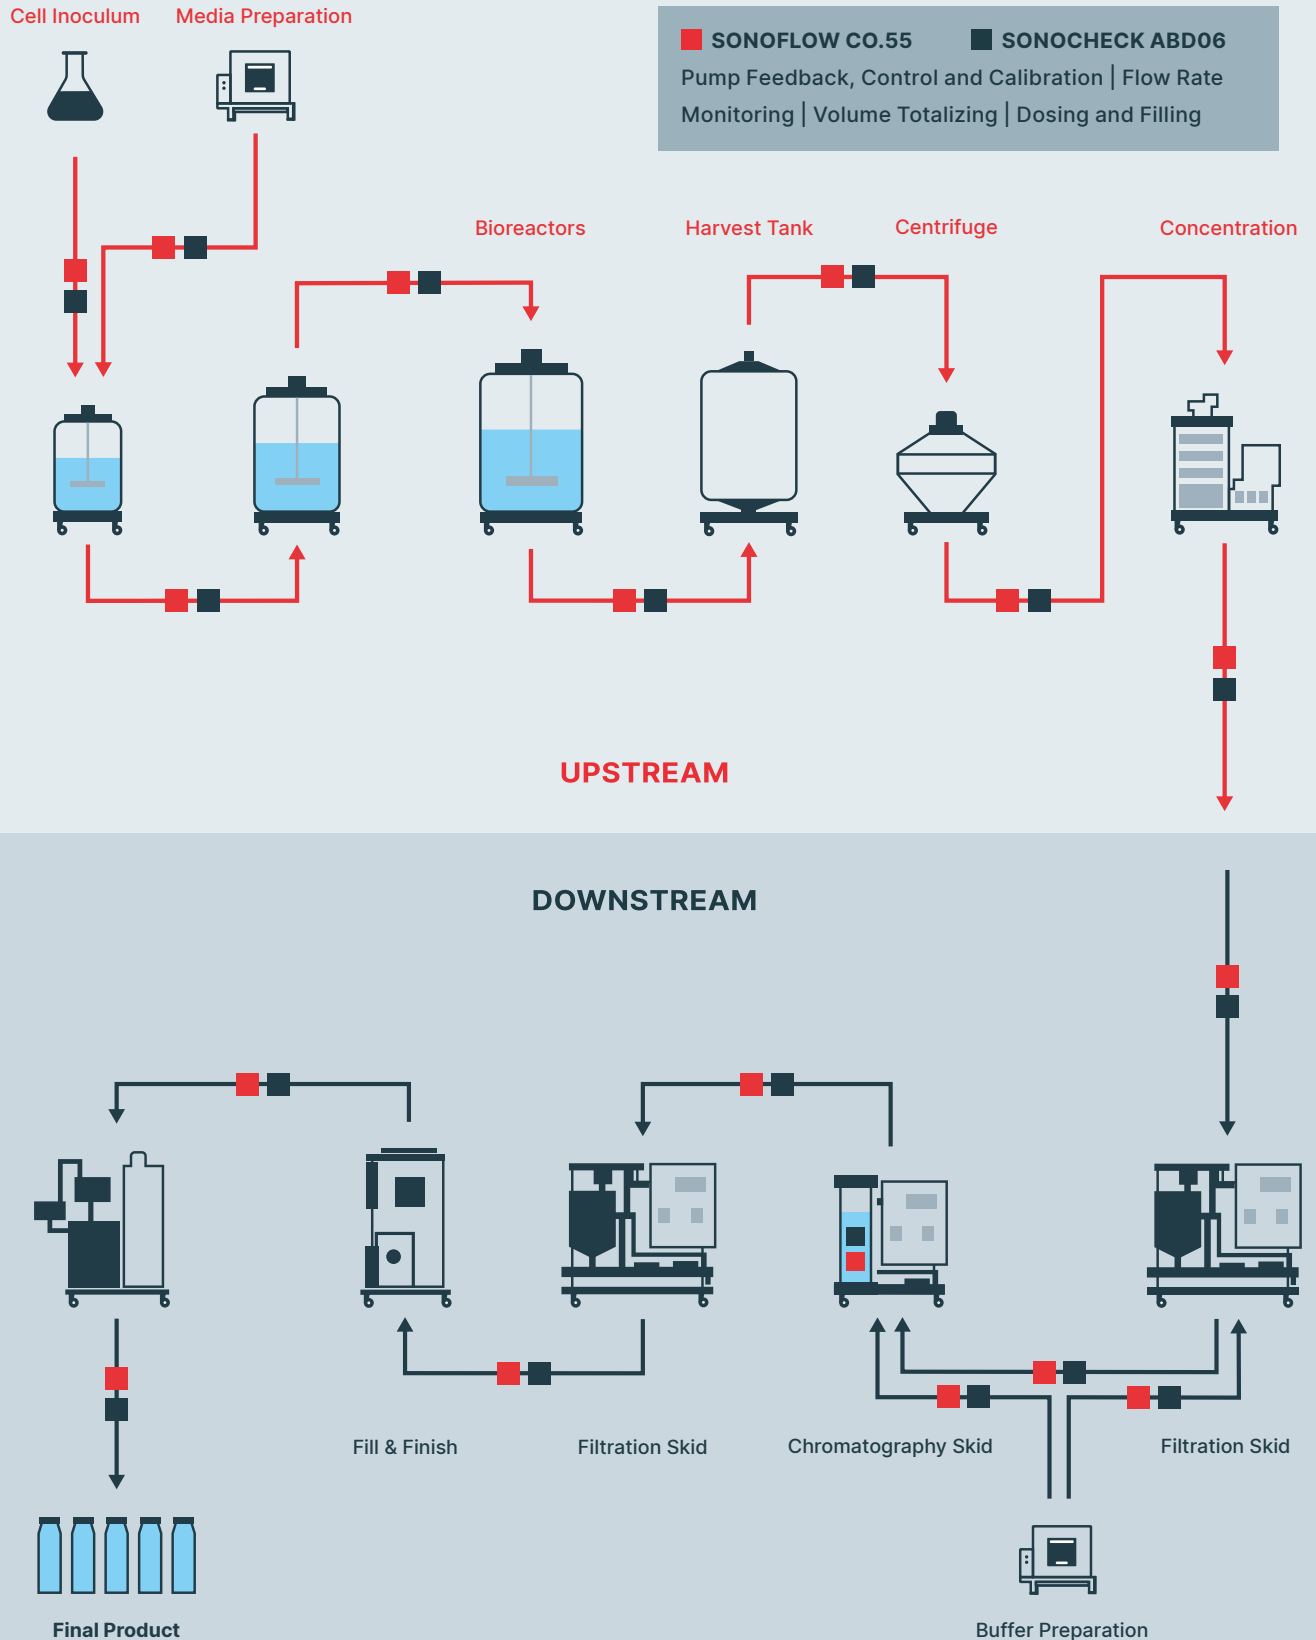 Cell Inoculum
Media Preparation
SONOFLOW CO.55
SONOCHECK ABD06
Pump Feedback, Control and Calibration | Flow Rate
Monitoring | Volume Totalizing | Dosing and Filling
Bioreactors
Harvest Tank
Centrifuge
Concentration
UPSTREAM
DOWNSTREAM
Fill & Finish
Filtration Skid
Chromatography Skid
Filtration Skid
Final Product
Buffer Preparation